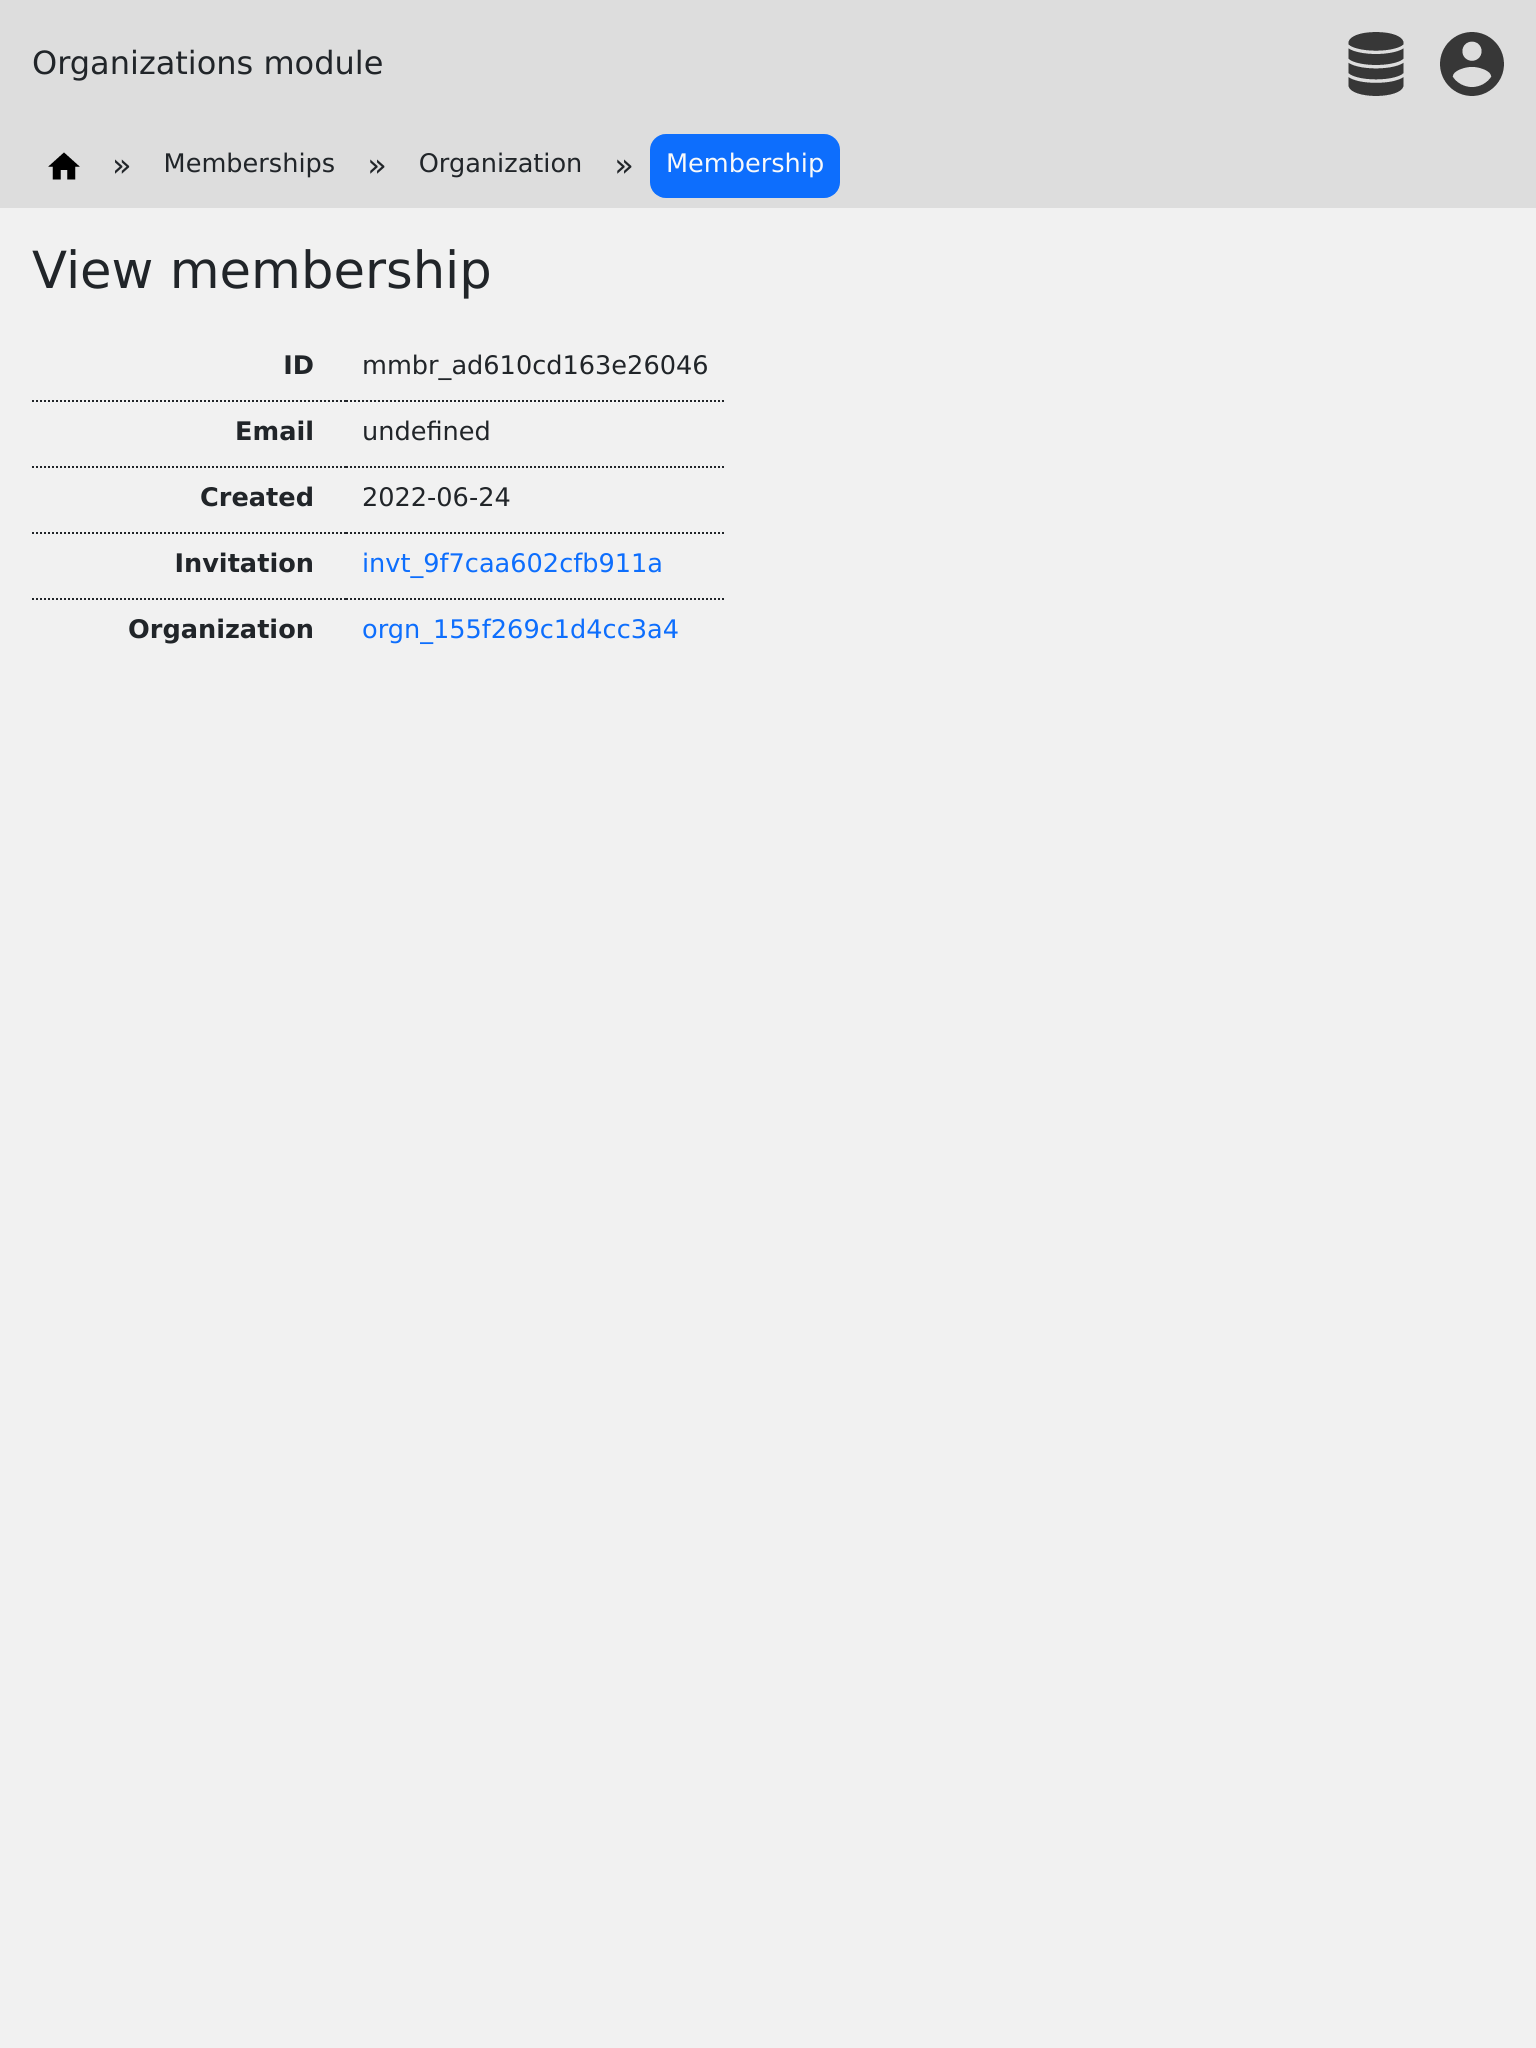 Organizations module
» Memberships » Organization » Membership
View membership
ID mmbr_ad610cd163e26046
Email undefined
Created 2022-06-24
Invitation invt_9f7caa602cfb911a
Organization orgn_155f269c1d4cc3a4